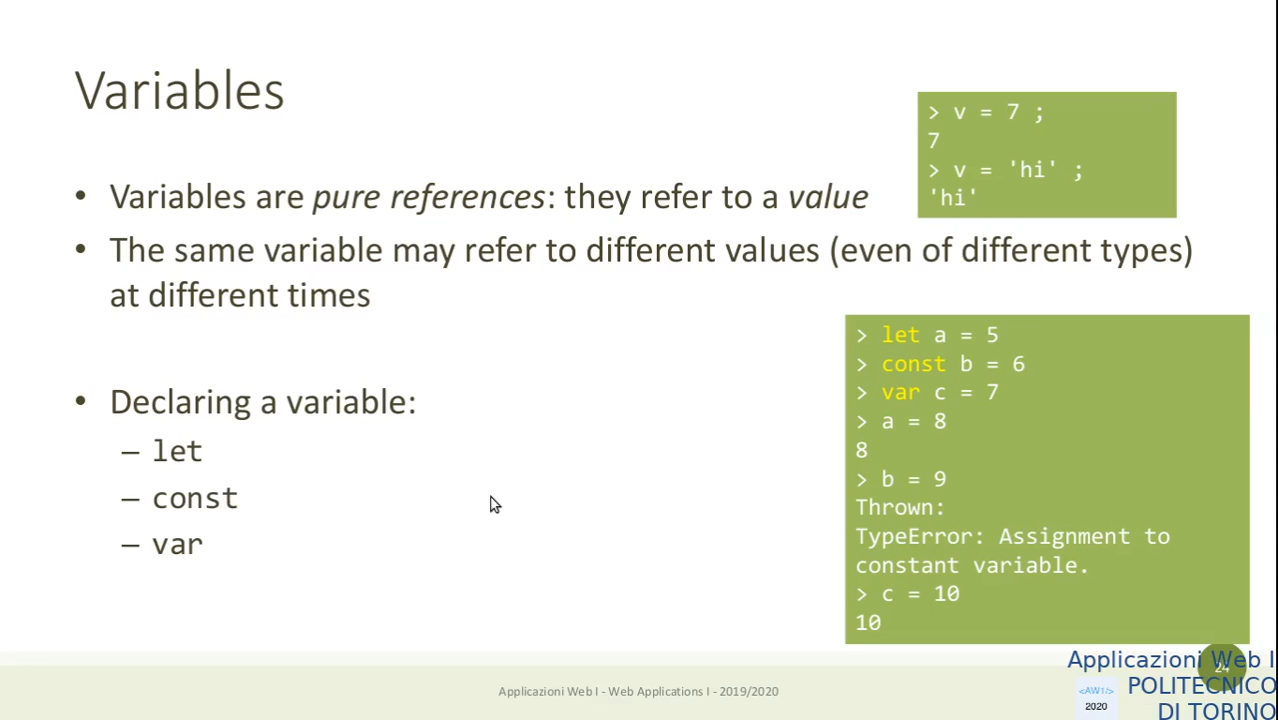 Variables
> v = 7 ;
7
> v = 'hi' ;
'hi'
• Variables are pure references: they refer to a value
• The same variable may refer to different values (even of different types)
at different times
• Declaring a variable:
– let
– const
– var
> let a = 5
> const b = 6
> var c = 7
> a = 8
8
> b = 9
Thrown:
TypeError: Assignment to
constant variable.
> c = 10
10
Applicazioni Web I - Web Applications I - 2019/2020
24
Applicazioni Web I
POLITECNICO
DI TORINO
<AW1/>
2020